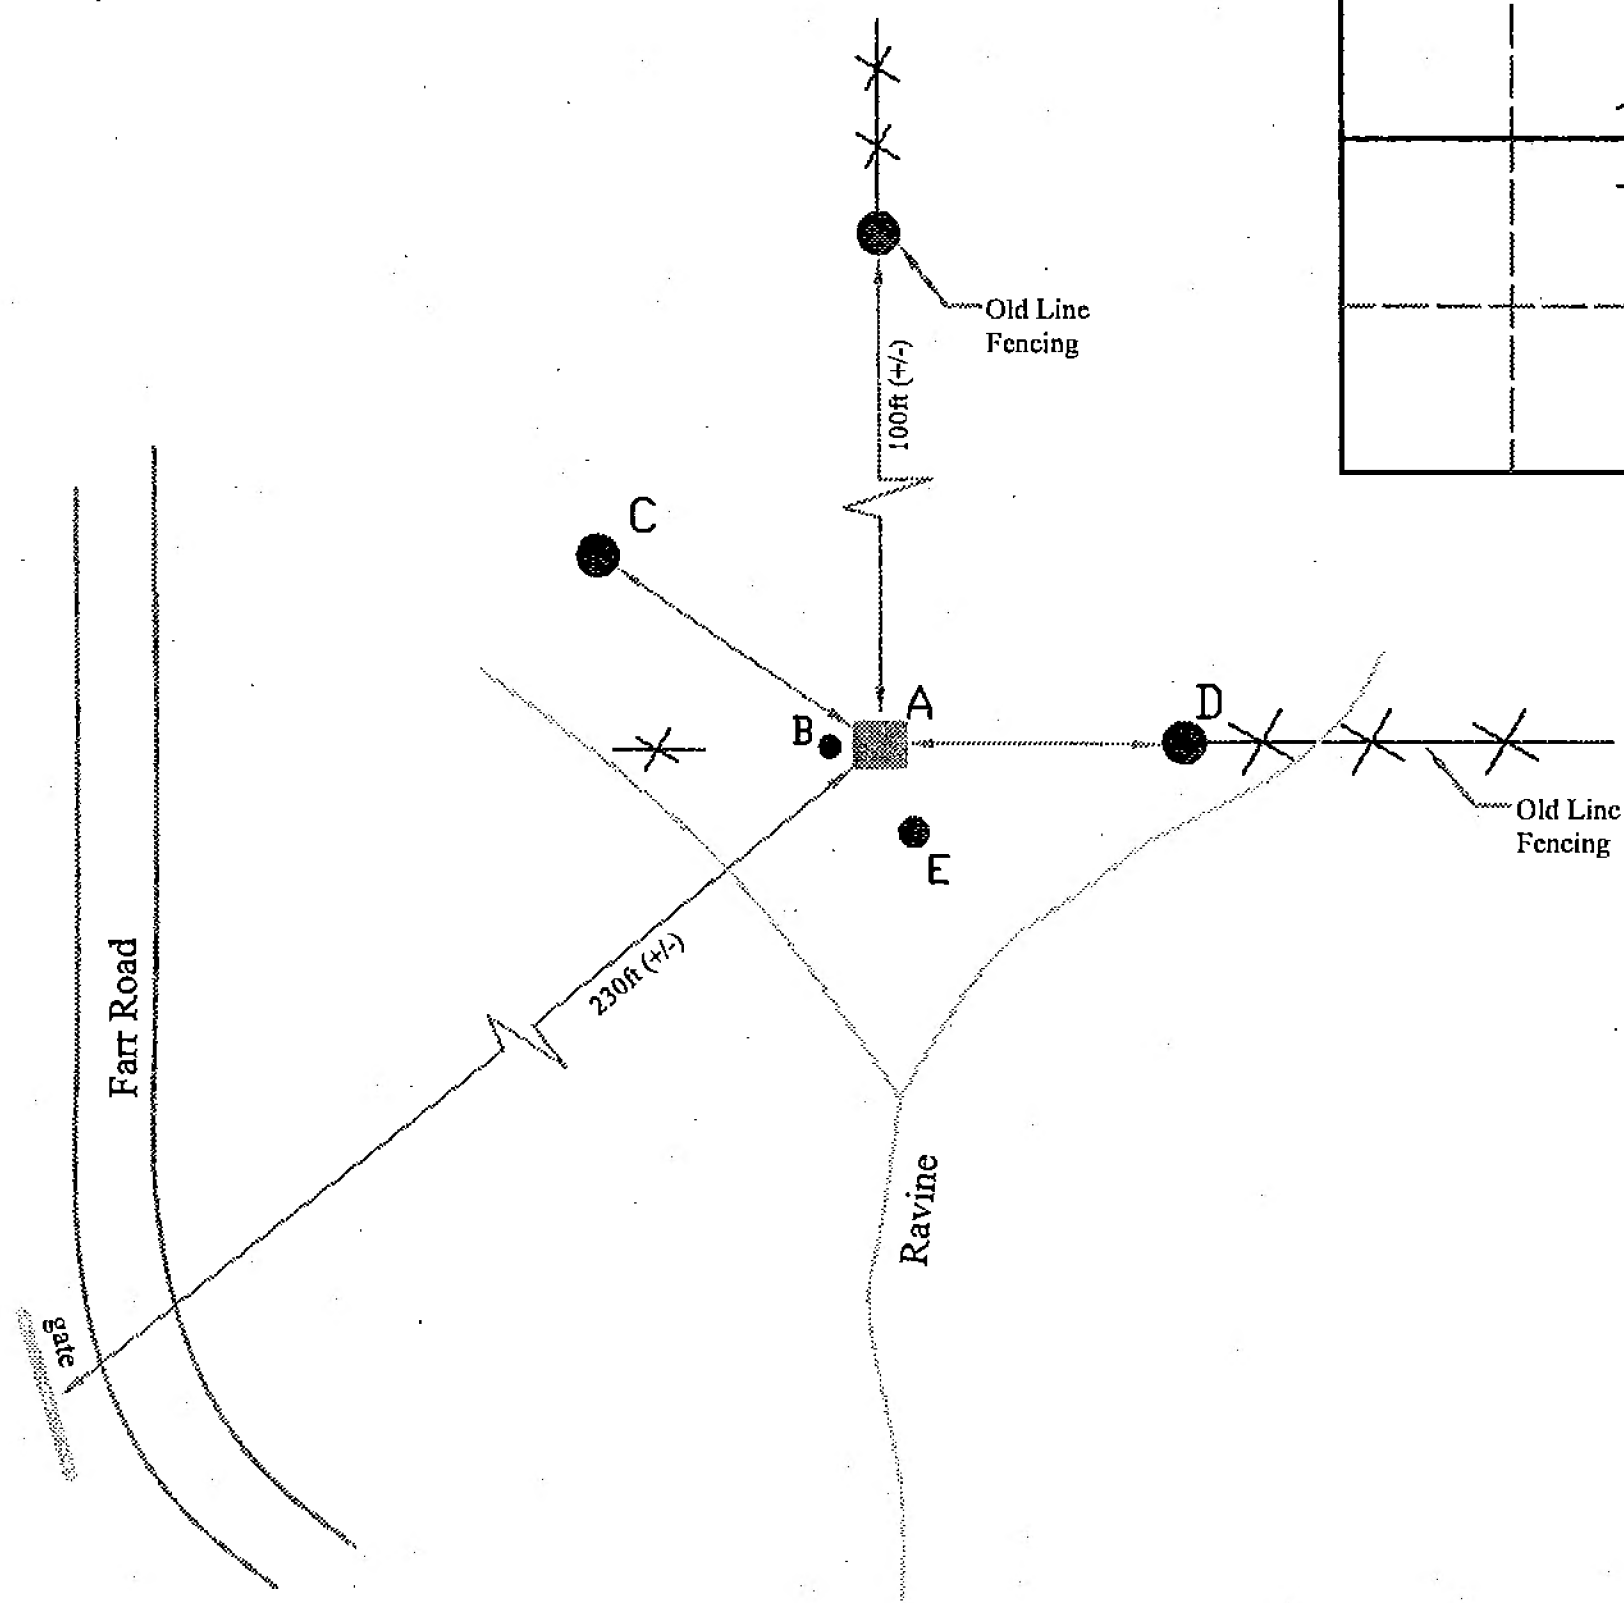 Old Line
Fencing
100ft (+/-)
C
A
B
D
Old Line
Fencing
E
230ft (+/-)
Farr Road
Ravine
gate